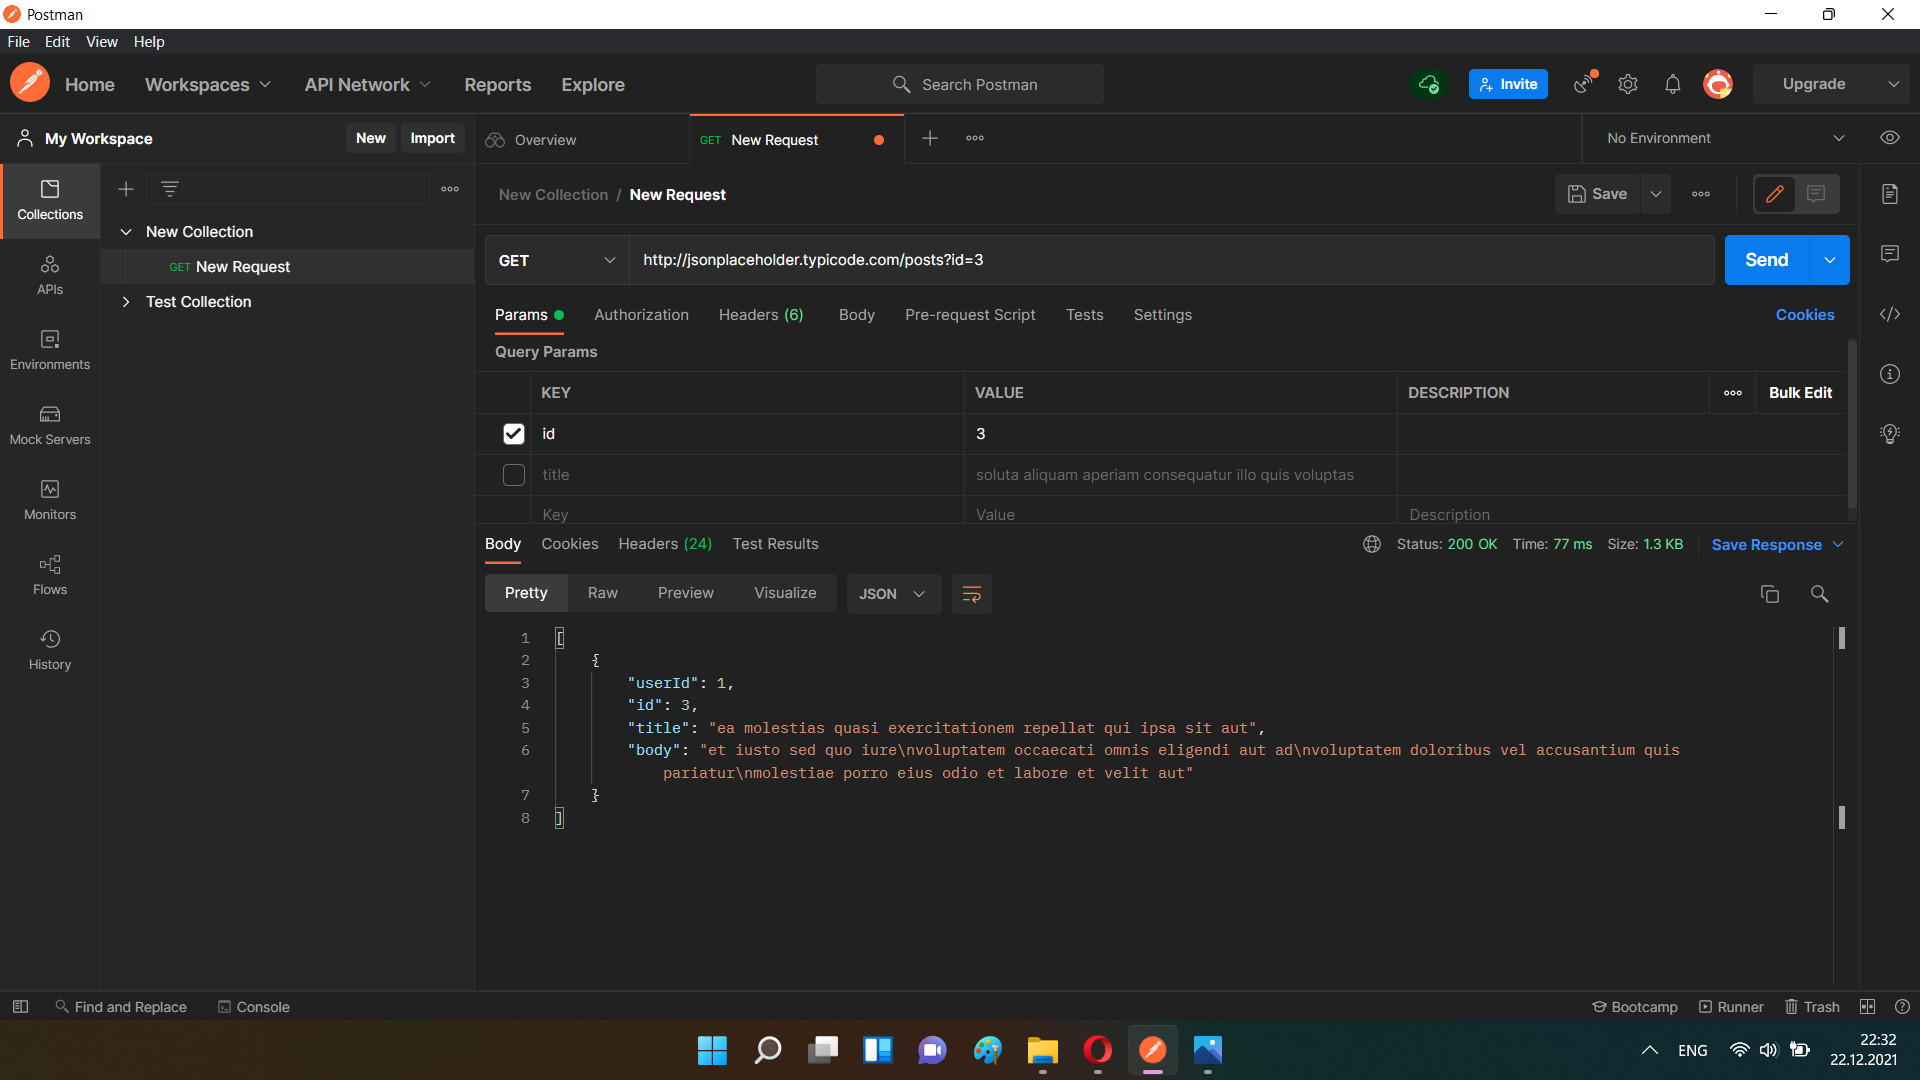 Postman
File Edit View Help
Home Workspaces API Network Reports Explore Search Postman Invite Upgrade
My Workspace New Import Overview GET New Request No Environment
New Collection / New Request Save
Collections
New Collection
GET New Request
Test Collection
APIs
Environments
Mock Servers
Monitors
Flows
History
GET http://jsonplaceholder.typicode.com/posts?id=3 Send
Params Authorization Headers (6) Body Pre-request Script Tests Settings Cookies
Query Params
KEY VALUE DESCRIPTION Bulk Edit
id 3
title soluta aliquam aperiam consequatur illo quis voluptas
Key Value Description
Body Cookies Headers (24) Test Results Status: 200 OK Time: 77 ms Size: 1.3 KB Save Response
Pretty Raw Preview Visualize JSON
1 [
2 {
3 "userId": 1,
4 "id": 3,
5 "title": "ea molestias quasi exercitationem repellat qui ipsa sit aut",
6 "body": "et iusto sed quo iure\nvoluptatem occaecati omnis eligendi aut ad\nvoluptatem doloribus vel accusantium quis
pariatur\nmolestiae porro eius odio et labore et velit aut"
7 }
8 ]
Find and Replace Console Bootcamp Runner Trash
ENG 22:32
22.12.2021